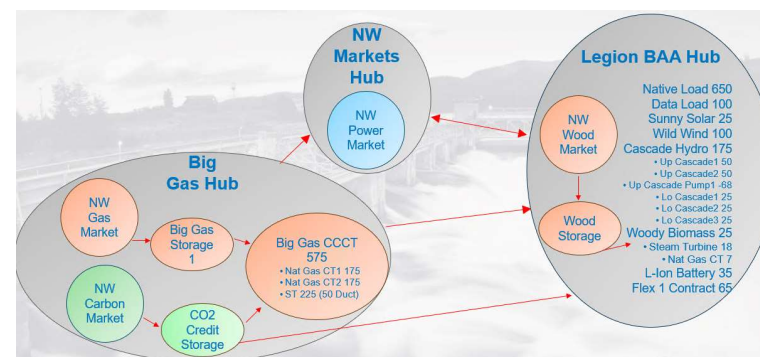 NW
Markets
Hub
NW
Power
Market
Big
Gas Hub
NW
Gas
Market
Big Gas
Storage
1
Big Gas CCCT
575
• Nat Gas CT1 175
• Nat Gas CT2 175
• ST 225 (50 Duct)
NW
Carbon
Market
CO2
Credit
Storage
Legion BAA Hub
NW
Wood
Market
Wood
Storage
Native Load 650
Data Load 100
Sunny Solar 25
Wild Wind 100
Cascade Hydro 175
• Up Cascade1 50
• Up Cascade2 50
• Up Cascade Pump1 -68
• Lo Cascade1 25
• Lo Cascade2 25
• Lo Cascade3 25
Woody Biomass 25
• Steam Turbine 18
• Nat Gas CT 7
L-Ion Battery 35
Flex 1 Contract 65